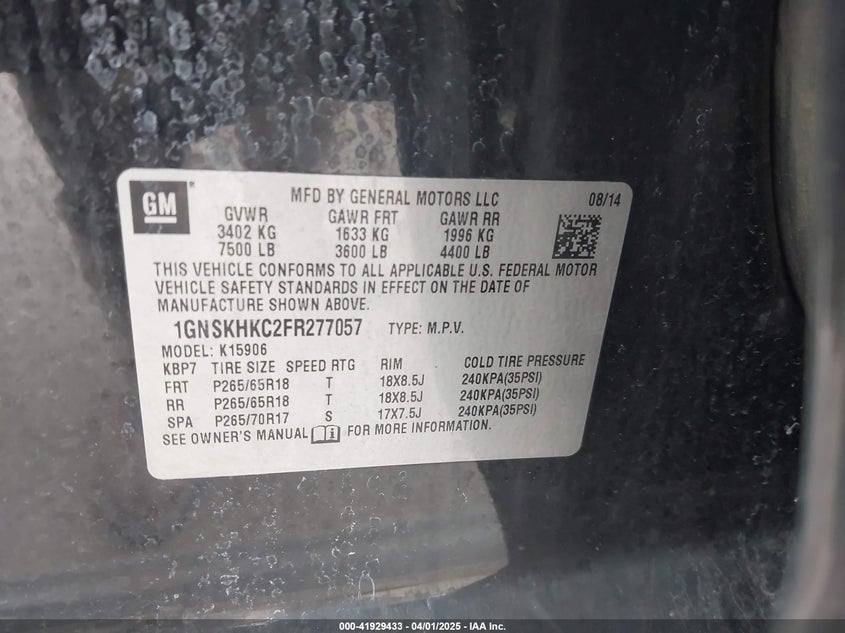 GM ® MFD BY GENERAL MOTORS LLC 08/14
GVWR GAWR FRT GAWR RR
3402 KG 1633 KG 1996 KG
7500 LB 3600 LB 4400 LB
THIS VEHICLE CONFORMS TO ALL APPLICABLE U.S. FEDERAL MOTOR
VEHICLE SAFETY STANDARDS IN EFFECT ON THE DATE OF
MANUFACTURE SHOWN ABOVE.
1GNSKHKC2FR277057 TYPE: M.P.V.
MODEL: K15906
KBP7 TIRE SIZE SPEED RTG RIM COLD TIRE PRESSURE
FRT P265/65R18 T 18X8.5J 240KPA(35PSI)
RR P265/65R18 T 18X8.5J 240KPA(35PSI)
SPA P265/70R17 S 17X7.5J 240KPA(35PSI)
SEE OWNER'S MANUAL i FOR MORE INFORMATION.
000-41929433 - 04/01/2025 - IAA Inc.